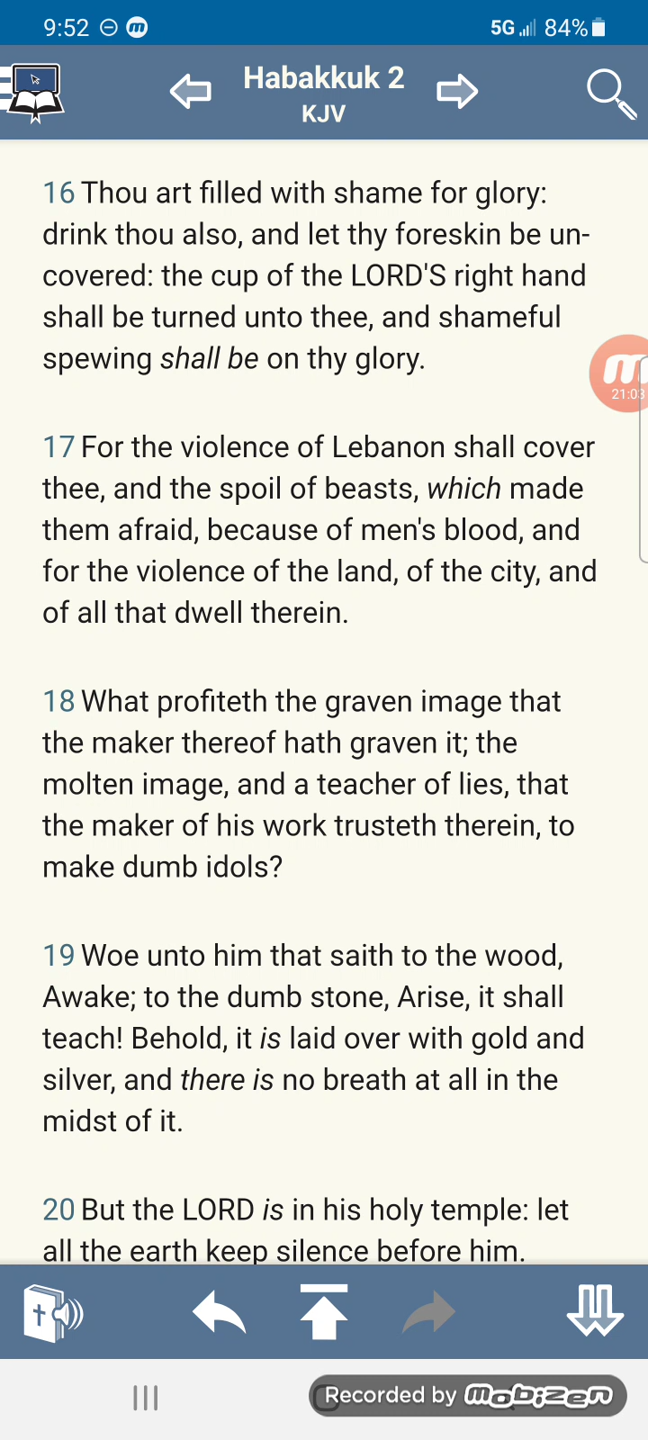 9:52
5G 84%
Habakkuk 2
KJV
16 Thou art filled with shame for glory:
drink thou also, and let thy foreskin be un-
covered: the cup of the LORD'S right hand
shall be turned unto thee, and shameful
spewing shall be on thy glory.
21:03
17 For the violence of Lebanon shall cover
thee, and the spoil of beasts, which made
them afraid, because of men's blood, and
for the violence of the land, of the city, and
of all that dwell therein.
18 What profiteth the graven image that
the maker thereof hath graven it; the
molten image, and a teacher of lies, that
the maker of his work trusteth therein, to
make dumb idols?
19 Woe unto him that saith to the wood,
Awake; to the dumb stone, Arise, it shall
teach! Behold, it is laid over with gold and
silver, and there is no breath at all in the
midst of it.
20 But the LORD is in his holy temple: let
all the earth keep silence before him.
Recorded by mobizen